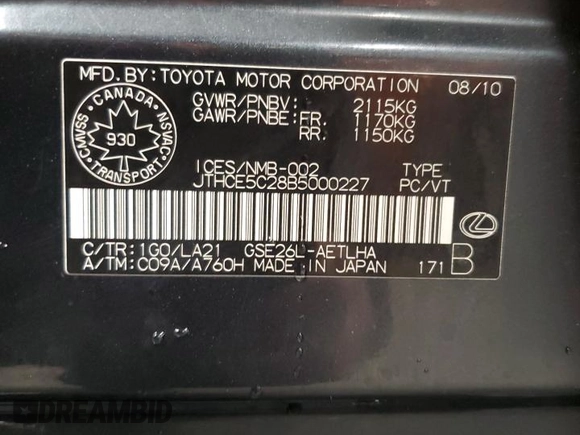 MFD. BY: TOYOTA MOTOR CORPORATION 08/10
GVWR/PNBV: 2115KG
GAWR/PNBE: FR. 1170KG
RR. 1150KG
CANADA
CMVSS NSVAC
930
TRANSPORT
ICES/NMB-002 TYPE
JTHCE5C28B5000227 PC/VT
C/TR: 1G0/LA21 GSE26L-AETLHA
A/TM: C09A/A760H MADE IN JAPAN 171 B
DREAMBID